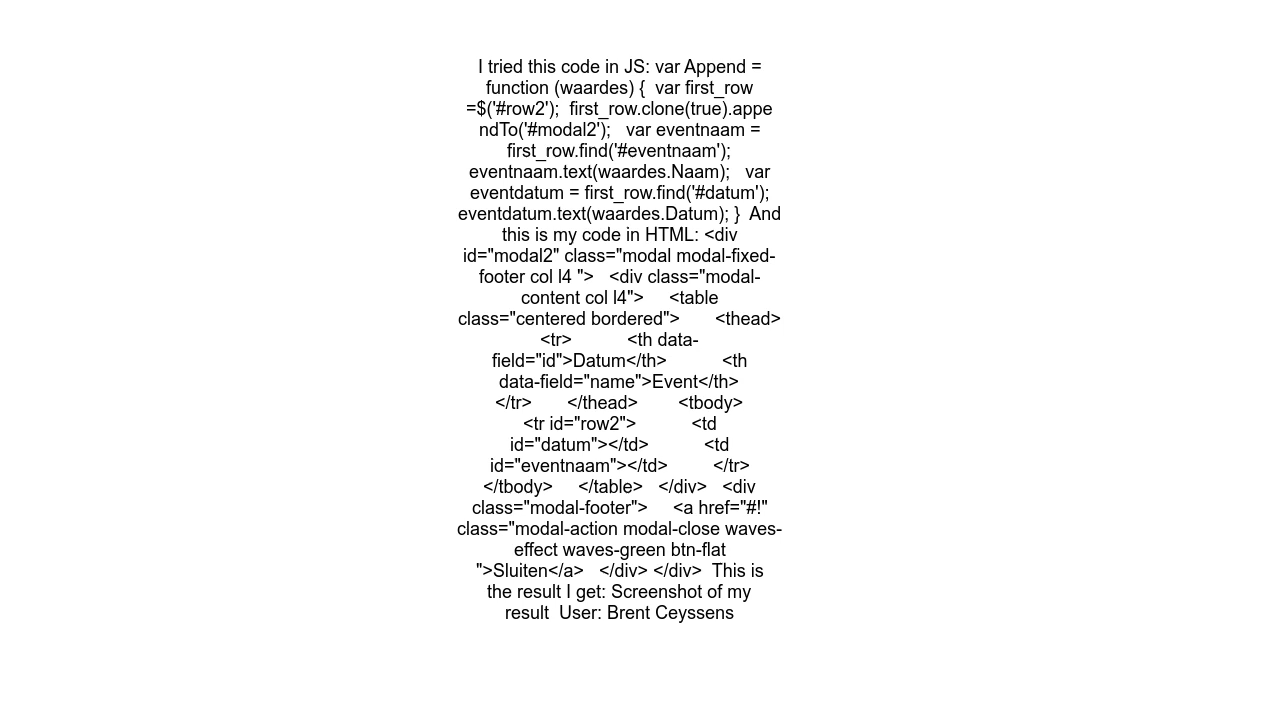 I tried this code in JS: var Append =
function (waardes) {  var first_row
=$('#row2');  first_row.clone(true).appe
ndTo('#modal2');   var eventnaam =
first_row.find('#eventnaam');
eventnaam.text(waardes.Naam);   var
eventdatum = first_row.find('#datum');
eventdatum.text(waardes.Datum); }  And
this is my code in HTML: <div
id="modal2" class="modal modal-fixed-
footer col l4 ">   <div class="modal-
content col l4">     <table
class="centered bordered">       <thead>
<tr>           <th data-
field="id">Datum</th>           <th
data-field="name">Event</th>
</tr>       </thead>        <tbody>
<tr id="row2">           <td
id="datum"></td>           <td
id="eventnaam"></td>         </tr>
</tbody>     </table>   </div>   <div
class="modal-footer">     <a href="#!"
class="modal-action modal-close waves-
effect waves-green btn-flat
">Sluiten</a>   </div> </div>  This is
the result I get: Screenshot of my
result  User: Brent Ceyssens